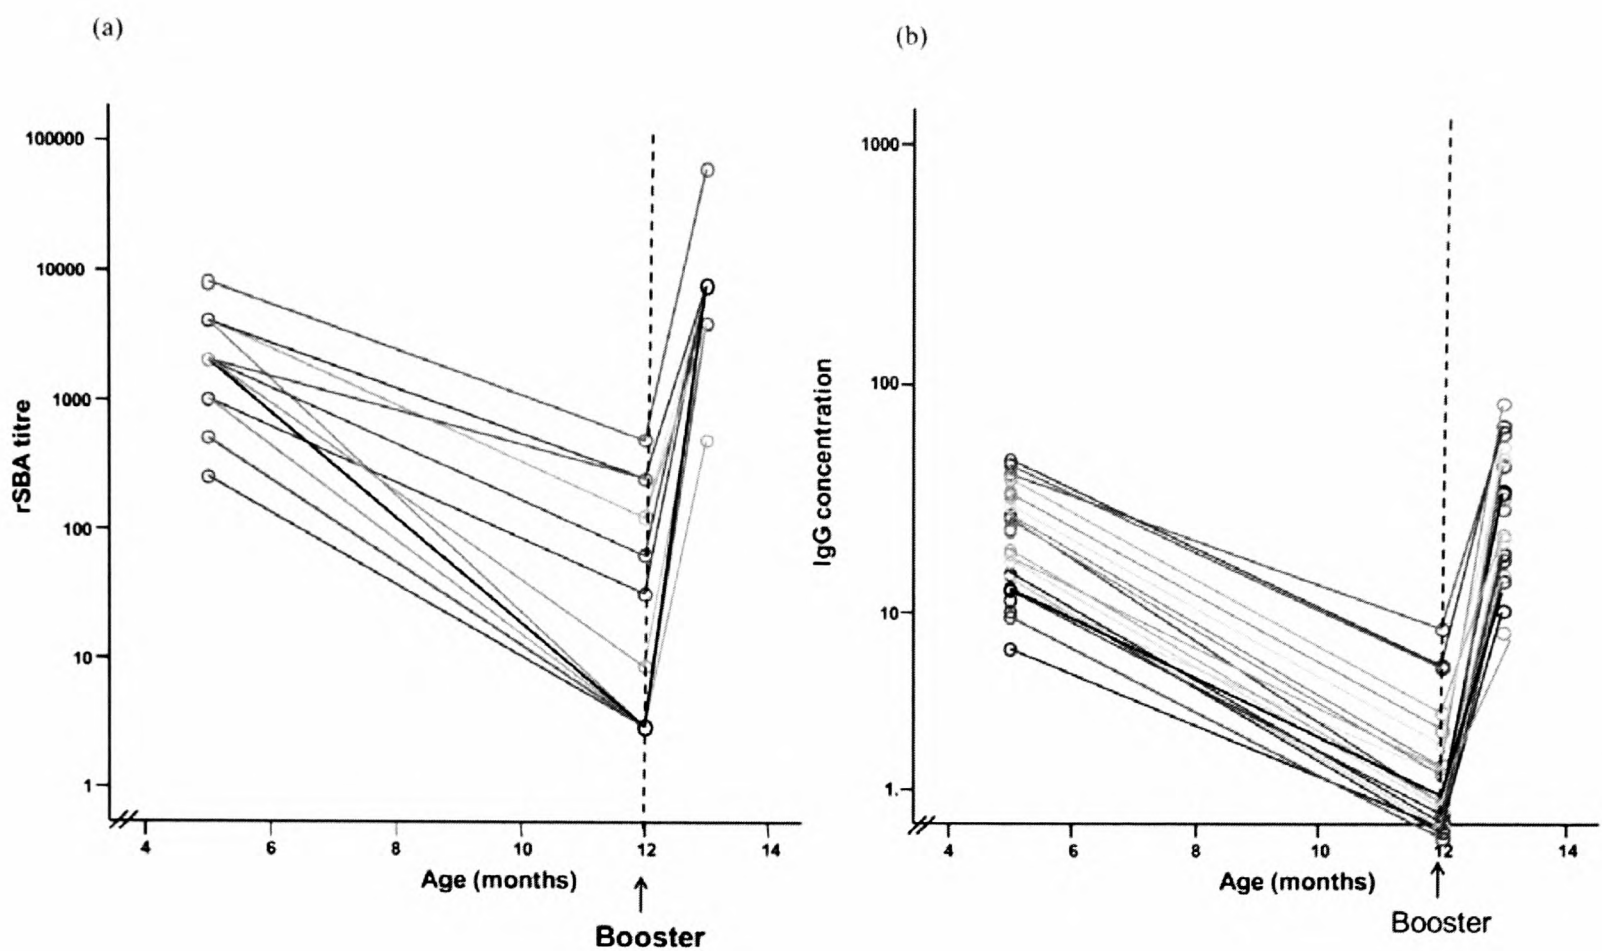 (a)
100000
10000
1000
100
10
1
rSBA titre
4 6 8 10 12 14
Age (months)
Booster
(b)
1000
100
10
1.
IgG concentration
4 6 8 10 12 14
Age (months)
Booster